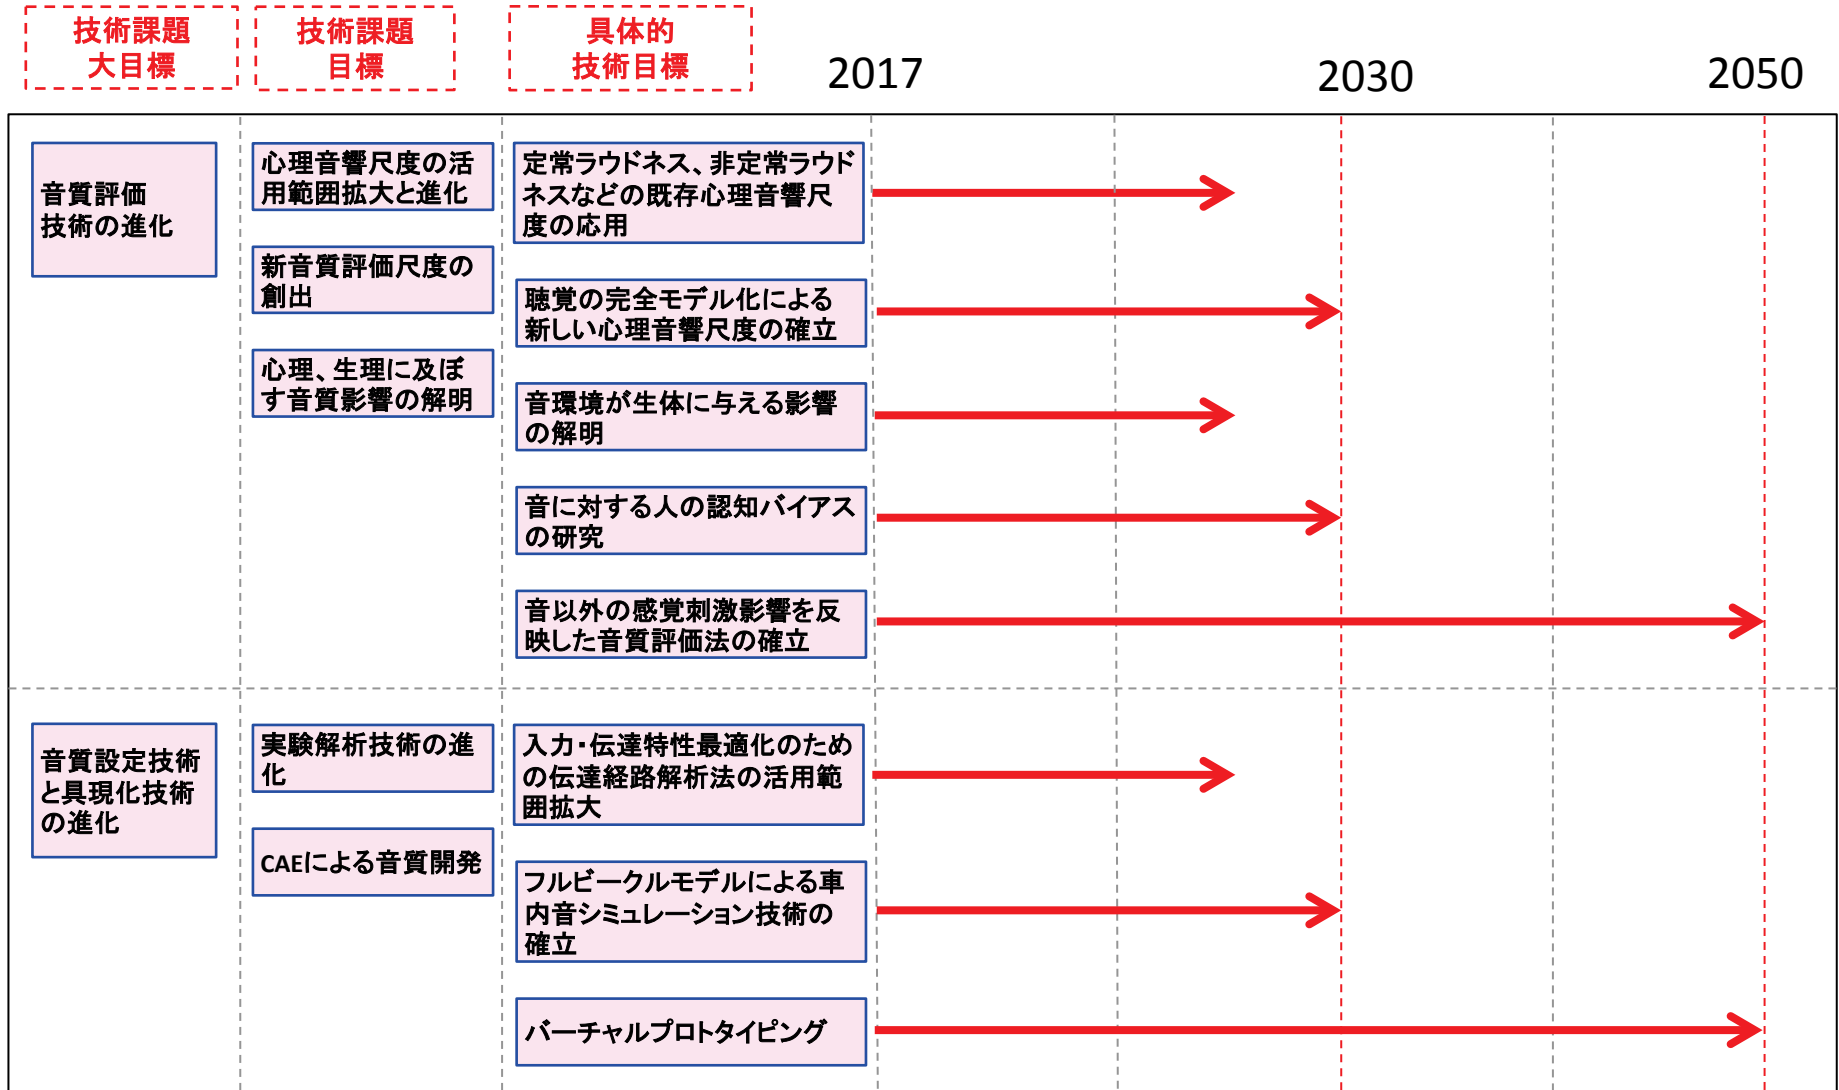 技術課題
大目標
技術課題
目標
具体的
技術目標
2017
2030
2050
音質評価
技術の進化
心理音響尺度の活
用範囲拡大と進化
新音質評価尺度の
創出
心理、生理に及ぼ
す音質影響の解明
定常ラウドネス、非定常ラウド
ネスなどの既存心理音響尺
度の応用
聴覚の完全モデル化による
新しい心理音響尺度の確立
音環境が生体に与える影響
の解明
音に対する人の認知バイアス
の研究
音以外の感覚刺激影響を反
映した音質評価法の確立
音質設定技術
と具現化技術
の進化
実験解析技術の進
化
CAEによる音質開発
入力・伝達特性最適化のため
の伝達経路解析法の活用範
囲拡大
フルビークルモデルによる車
内音シミュレーション技術の
確立
バーチャルプロトタイピング